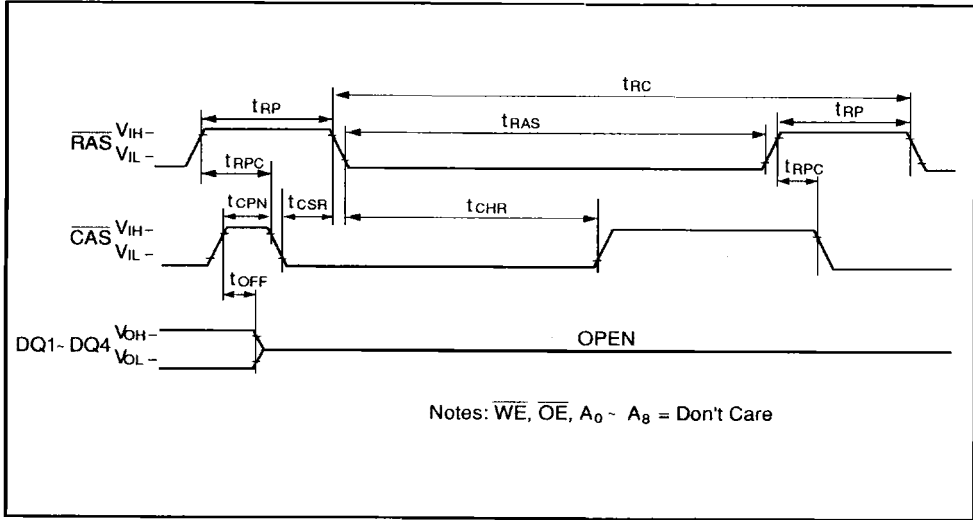 tRC
tRP
tRAS
tRP
RAS VIH –
VIL –
tRPC
tRPC
tCPN
tCSR
tCHR
CAS VIH –
VIL –
tOFF
DQ1~DQ4 VOH –
VOL –
OPEN
Notes: WE, OE, A0 ~ A8 = Don't Care